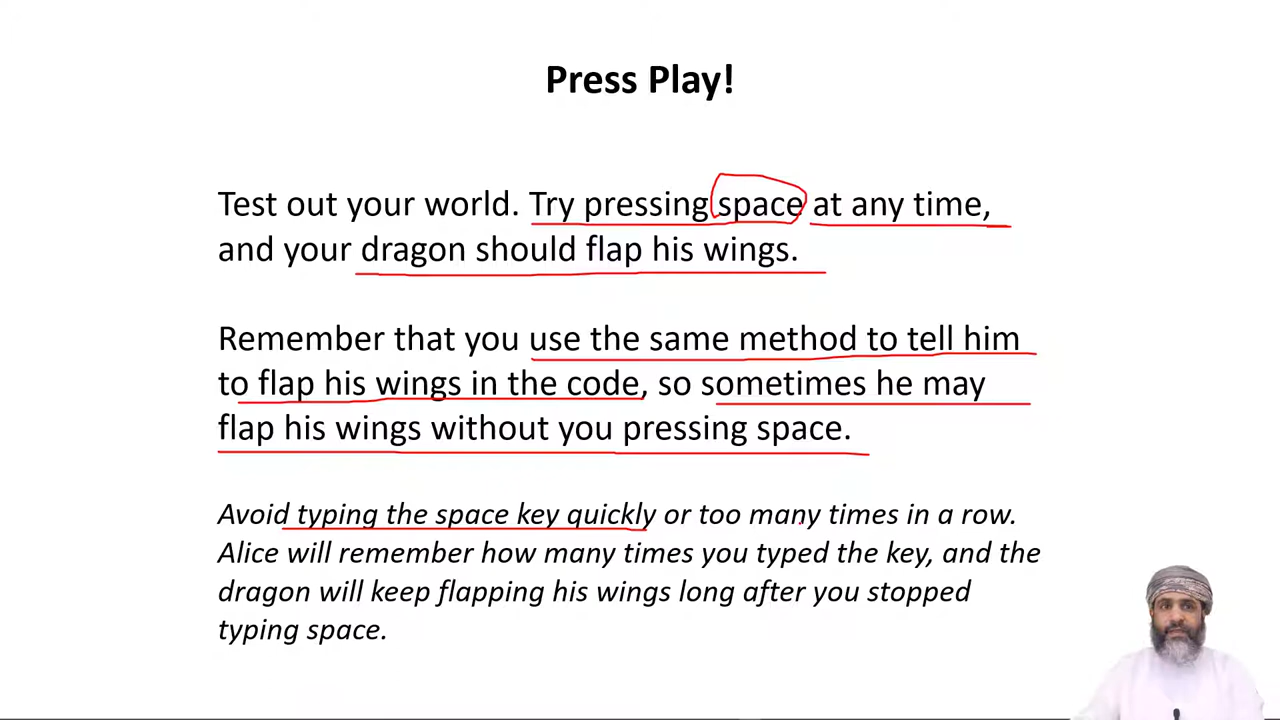 Press Play!
Test out your world. Try pressing space at any time,
and your dragon should flap his wings.
Remember that you use the same method to tell him
to flap his wings in the code, so sometimes he may
flap his wings without you pressing space.
Avoid typing the space key quickly or too many times in a row.
Alice will remember how many times you typed the key, and the
dragon will keep flapping his wings long after you stopped
typing space.